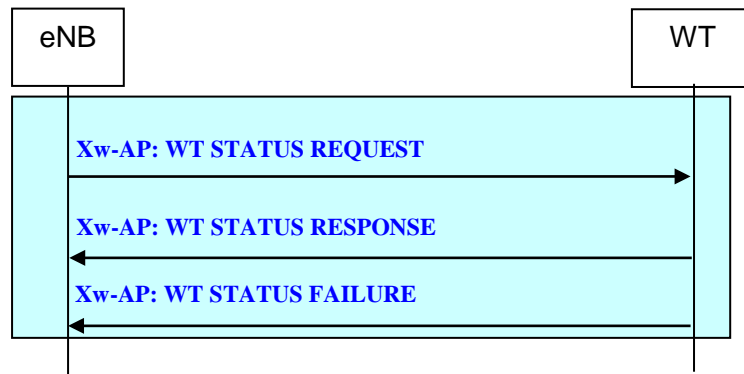 eNB
WT
Xw-AP: WT STATUS REQUEST
Xw-AP: WT STATUS RESPONSE
Xw-AP: WT STATUS FAILURE